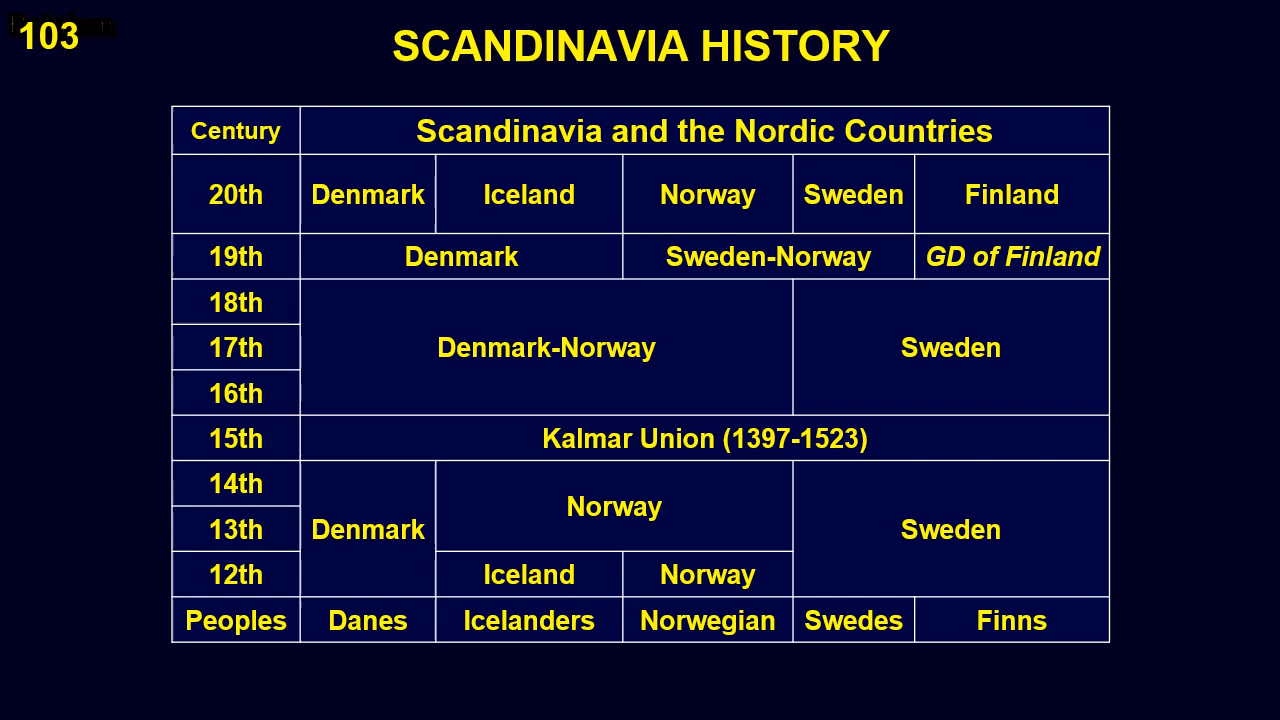 103
SCANDINAVIA HISTORY
Century Scandinavia and the Nordic Countries
20th Denmark Iceland Norway Sweden Finland
19th Denmark Sweden-Norway GD of Finland
18th
17th Denmark-Norway Sweden
16th
15th Kalmar Union (1397-1523)
14th
Norway
13th Denmark Sweden
12th Iceland Norway
Peoples Danes Icelanders Norwegian Swedes Finns